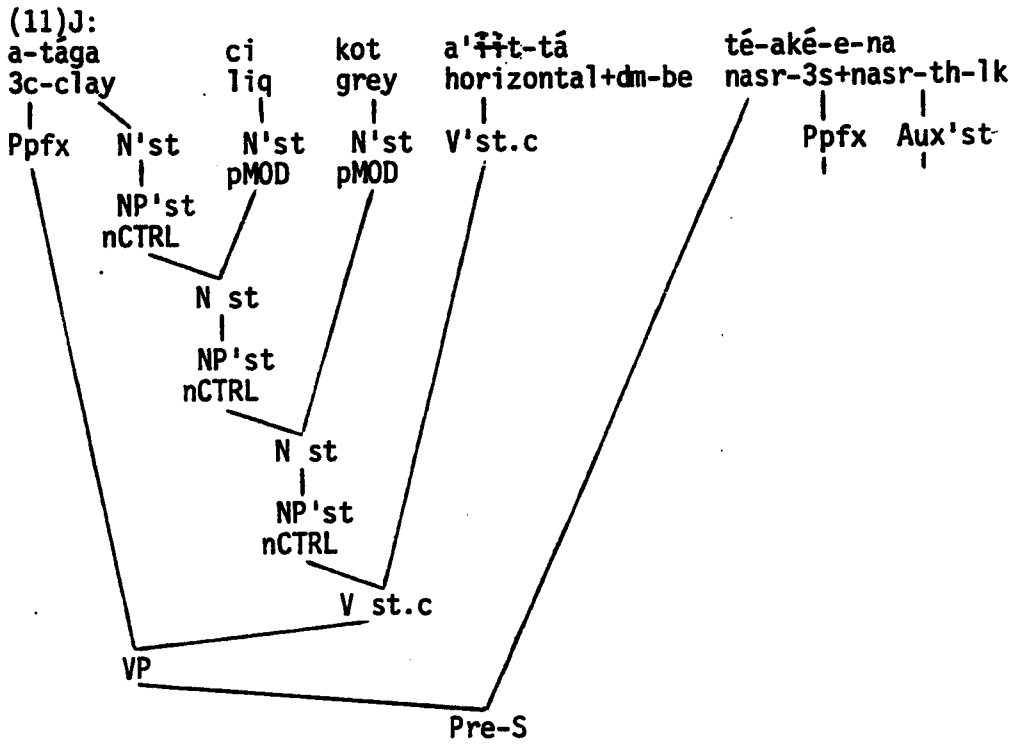 (11)J:
a-tága ci kot a'ɨ̃ɨ̃t-tá té-aké-e-na
3c-clay liq grey horizontal+dm-be nasr-3s+nasr-th-lk
Ppfx N'st N'st N'st V'st.c Ppfx Aux'st
pMOD pMOD
NP'st
nCTRL
N st
NP'st
nCTRL
N st
NP'st
nCTRL
V st.c
VP
Pre-S